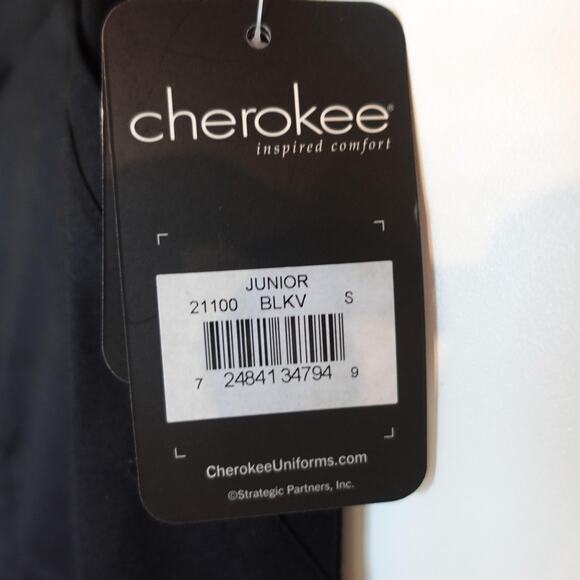 cherokee®
inspired comfort
JUNIOR
21100 BLKV S
7 24841 34794 9
CherokeeUniforms.com
©Strategic Partners, Inc.